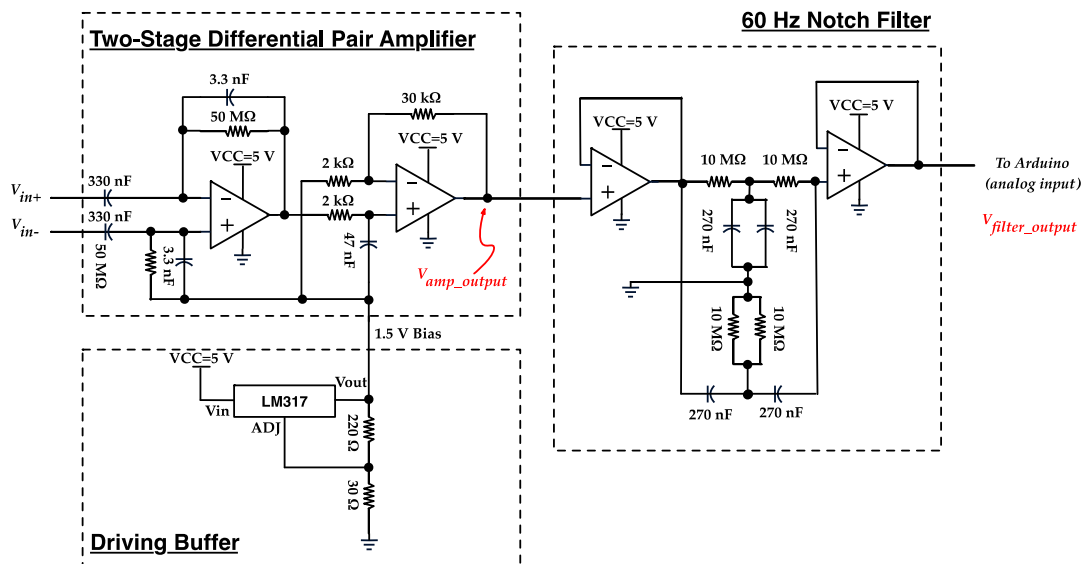 60 Hz Notch Filter
Two-Stage Differential Pair Amplifier
3.3 nF
50 MΩ
VCC=5 V
30 kΩ
VCC=5 V
2 kΩ
2 kΩ
330 nF
330 nF
Vin+
Vin-
50 MΩ
3.3 nF
47 nF
Vamp_output
1.5 V Bias
VCC=5 V
VCC=5 V
10 MΩ
10 MΩ
270 nF
270 nF
10 MΩ
10 MΩ
270 nF
270 nF
To Arduino
(analog input)
Vfilter_output
VCC=5 V
Vout
LM317
Vin
ADJ
220 Ω
30 Ω
Driving Buffer